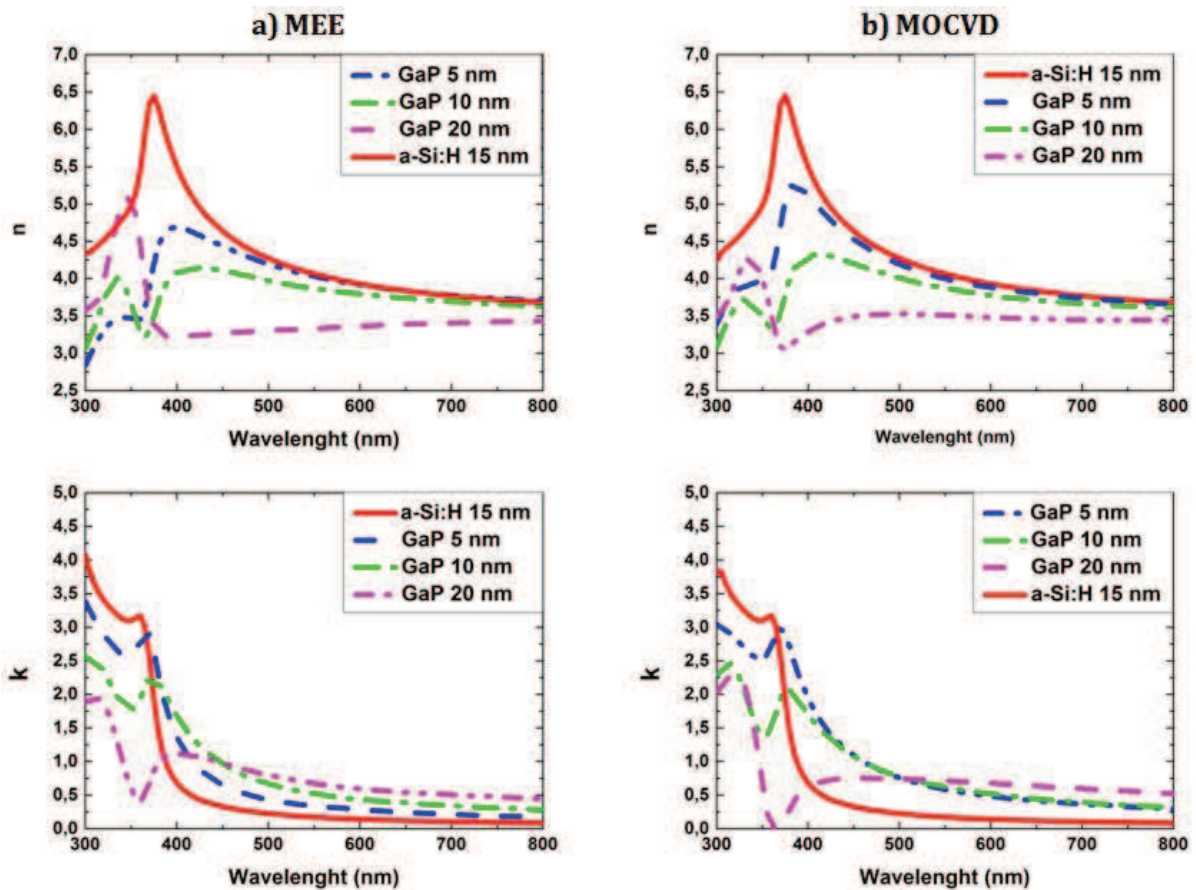 a) MEE
7,0
6,5
6,0
5,5
5,0
4,5
4,0
3,5
3,0
2,5
n
GaP 5 nm
GaP 10 nm
GaP 20 nm
a-Si:H 15 nm
300 400 500 600 700 800
Wavelenght (nm)
b) MOCVD
7,0
6,5
6,0
5,5
5,0
4,5
4,0
3,5
3,0
2,5
n
a-Si:H 15 nm
GaP 5 nm
GaP 10 nm
GaP 20 nm
300 400 500 600 700 800
Wavelenght (nm)
5,0
4,5
4,0
3,5
3,0
2,5
2,0
1,5
1,0
0,5
0,0
k
a-Si:H 15 nm
GaP 5 nm
GaP 10 nm
GaP 20 nm
300 400 500 600 700 800
Wavelenght (nm)
5,0
4,5
4,0
3,5
3,0
2,5
2,0
1,5
1,0
0,5
0,0
k
GaP 5 nm
GaP 10 nm
GaP 20 nm
a-Si:H 15 nm
300 400 500 600 700 800
Wavelenght (nm)